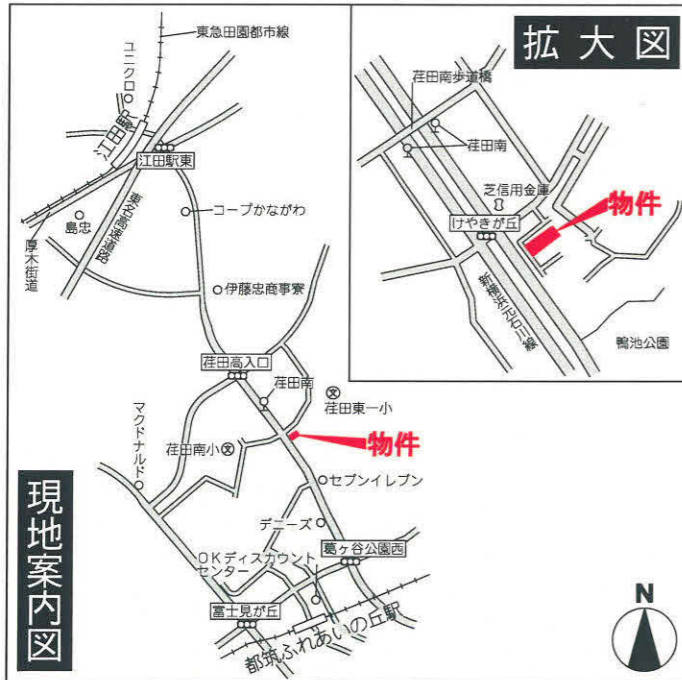 東急田園都市線
ユニクロ
江田駅
江田駅東
東名高速道路
島忠
厚木街道
コープかながわ
伊藤忠商事寮
荏田高入口
荏田南
荏田東一小
マクドナルド
荏田南小
物件
セブンイレブン
デニーズ
OKディスカウント
センター
葛ヶ谷公園西
富士見が丘
都筑ふれあいの丘駅
現地案内図
拡大図
荏田南歩道橋
荏田南
芝信用金庫
けやきが丘
物件
新横浜元石川線
鴨池公園
N